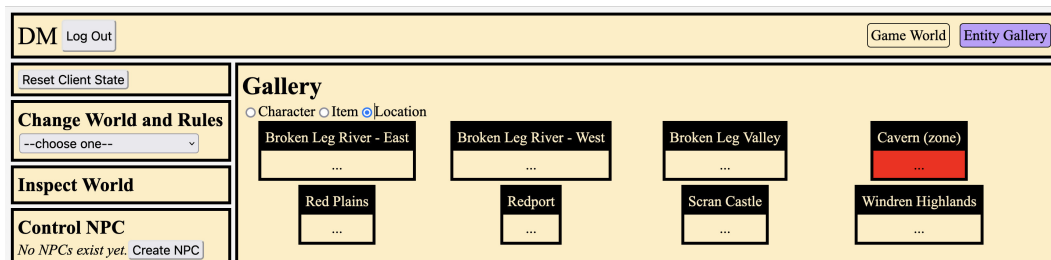 DM Log Out Game World Entity Gallery
Reset Client State
Gallery
Character Item Location
Change World and Rules
--choose one--
Broken Leg River - East Broken Leg River - West Broken Leg Valley Cavern (zone)
... ... ... ...
Inspect World
Red Plains Redport Scran Castle Windren Highlands
... ... ... ...
Control NPC
No NPCs exist yet. Create NPC